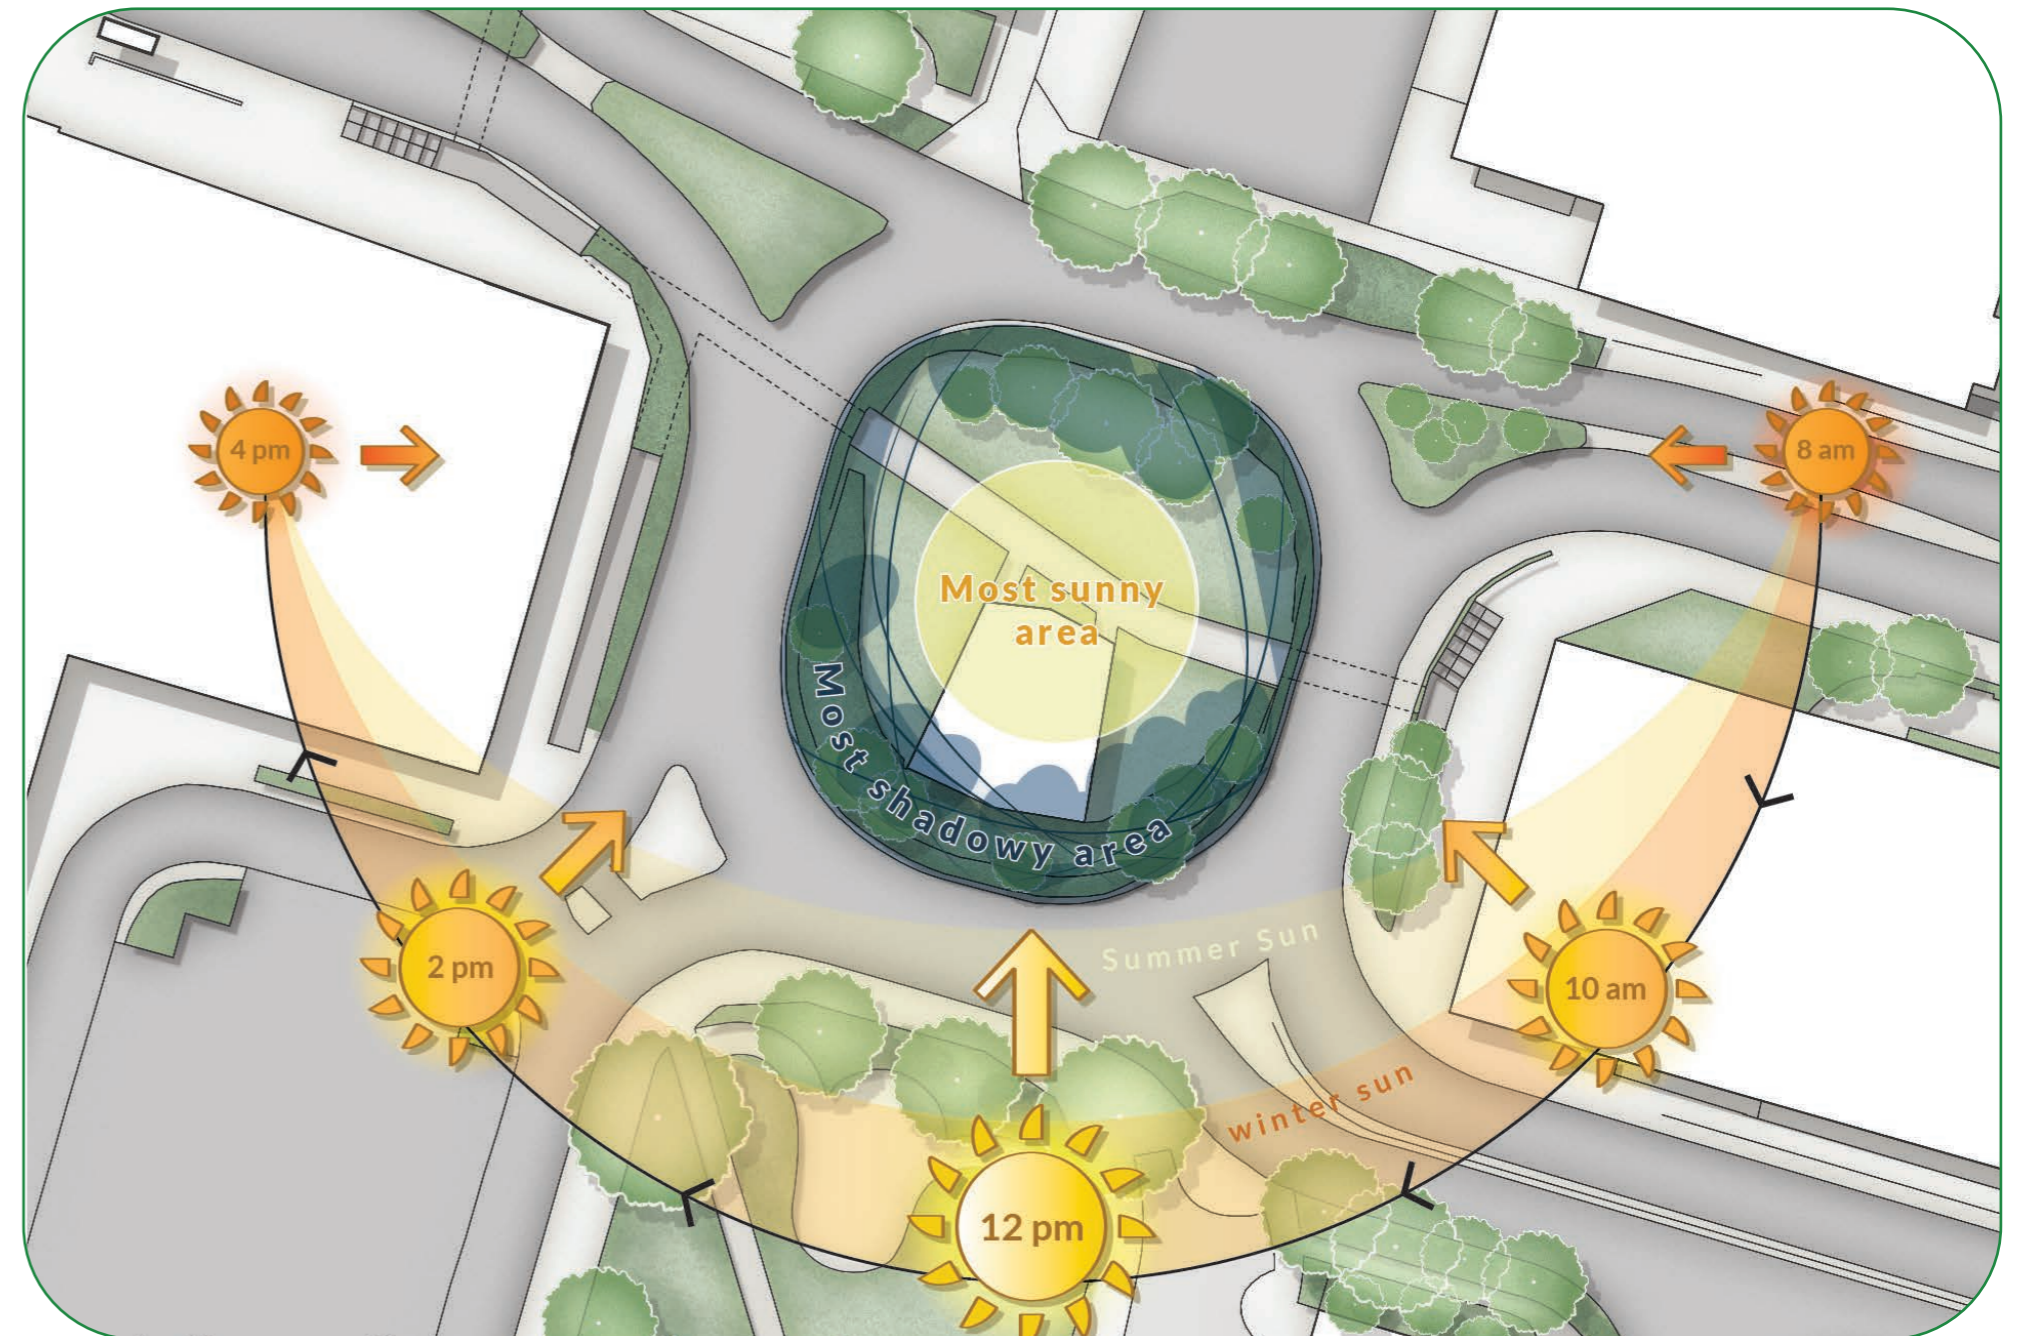 4 pm
8 am
Most sunny
area
Most shadowy area
Summer Sun
2 pm
10 am
winter sun
12 pm